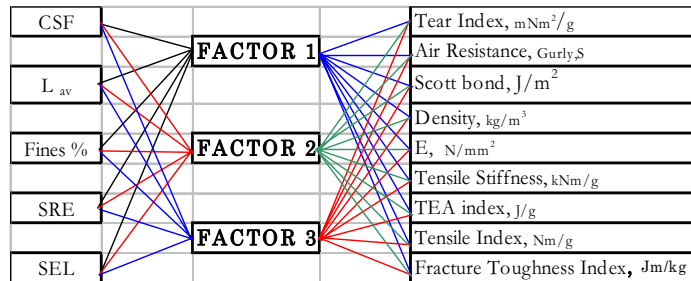 CSF
L av
Fines %
SRE
SEL
FACTOR 1
FACTOR 2
FACTOR 3
Tear Index, mNm²/g
Air Resistance, Gurly,S
Scott bond, J/m²
Density, kg/m³
E, N/mm²
Tensile Stiffness, kNm/g
TEA index, J/g
Tensile Index, Nm/g
Fracture Toughness Index, Jm/kg